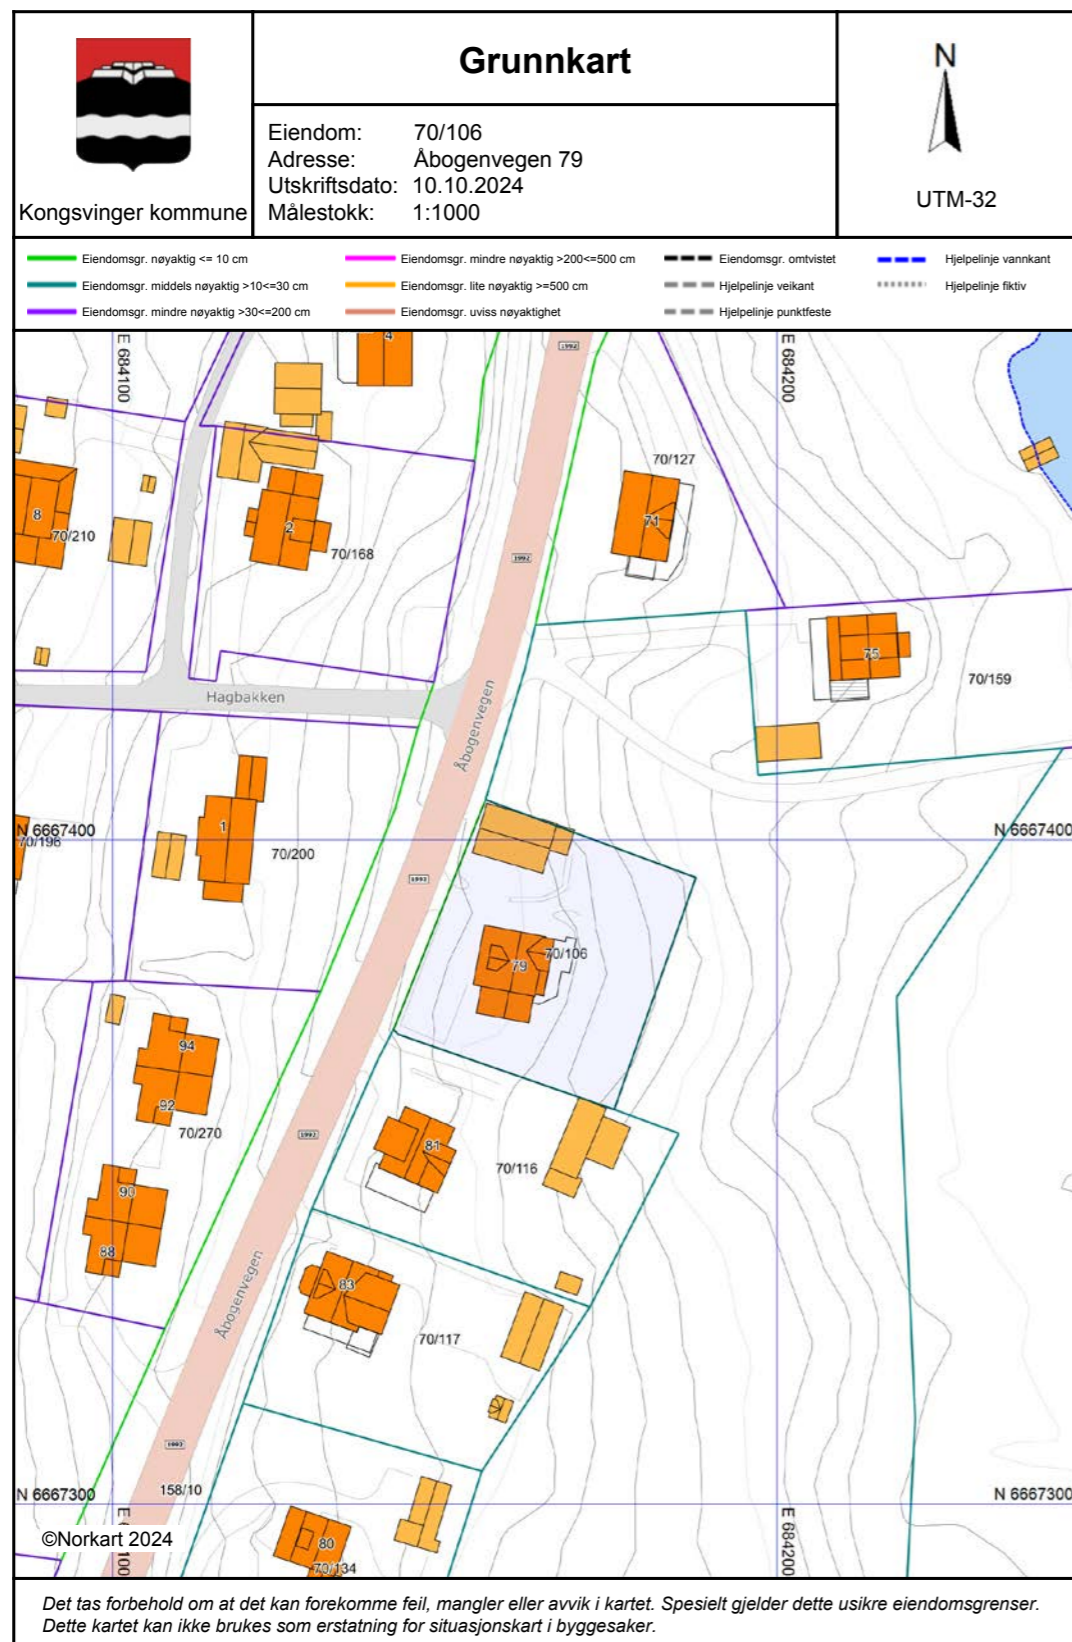 Grunnkart
Kongsvinger kommune
Eiendom: 70/106
Adresse: Åbogenvegen 79
Utskriftsdato: 10.10.2024
Målestokk: 1:1000
N
UTM-32
Eiendomsgr. nøyaktig <= 10 cm
Eiendomsgr. middels nøyaktig >10<=30 cm
Eiendomsgr. mindre nøyaktig >30<=200 cm
Eiendomsgr. mindre nøyaktig >200<=500 cm
Eiendomsgr. lite nøyaktig >=500 cm
Eiendomsgr. uviss nøyaktighet
Eiendomsgr. omtvistet
Hjelpelinje veikant
Hjelpelinje punktfeste
Hjelpelinje vannkant
Hjelpelinje fiktiv
E 684100
4
1992
E 684200
70/127
8
70/210
2
70/168
71
1992
75
70/159
Hagbakken
Åbogenvegen
N 6667400
70/196
1
70/200
N 6667400
1992
79
70/106
94
92
70/270
1992
81
70/116
90
88
Åbogenvegen
83
70/117
1992
N 6667300
158/10
N 6667300
E 684200
80
70/134
©Norkart 2024
Det tas forbehold om at det kan forekomme feil, mangler eller avvik i kartet. Spesielt gjelder dette usikre eiendomsgrenser.
Dette kartet kan ikke brukes som erstatning for situasjonskart i byggesaker.